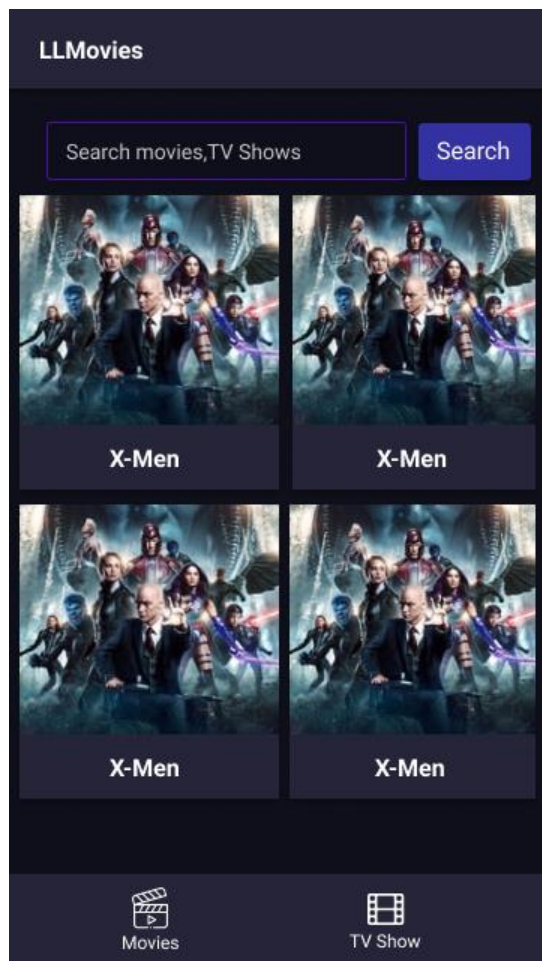 LLMovies
Search movies,TV Shows
Search
X-Men
X-Men
X-Men
X-Men
Movies
TV Show